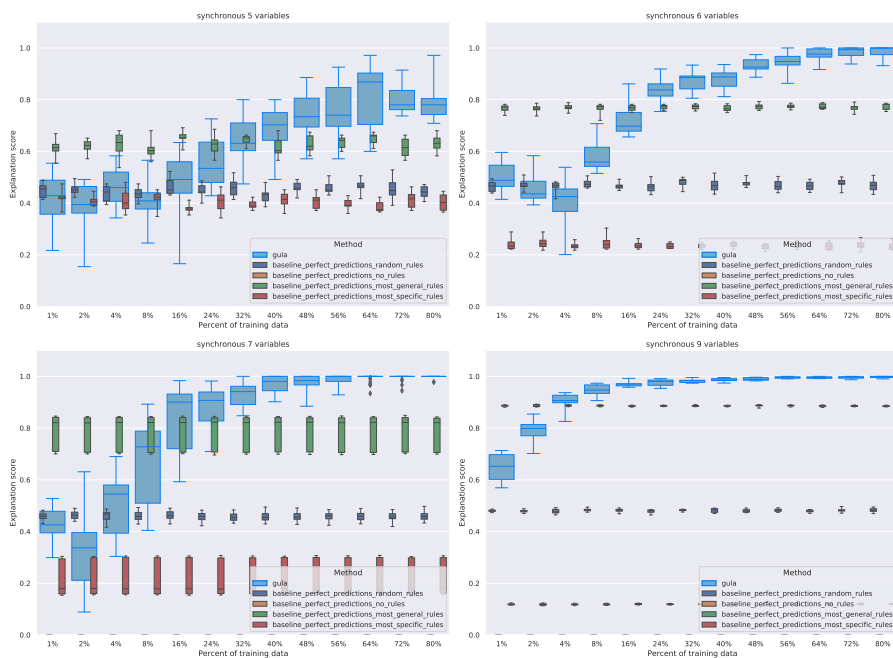 synchronous 5 variables
1.0
0.8
0.6
0.4
0.2
0.0
Explanation score
1% 2% 4% 8% 16% 24% 32% 40% 48% 56% 64% 72% 80%
Percent of training data
Method
gula
baseline_perfect_predictions_random_rules
baseline_perfect_predictions_no_rules
baseline_perfect_predictions_most_general_rules
baseline_perfect_predictions_most_specific_rules
synchronous 6 variables
1.0
0.8
0.6
0.4
0.2
0.0
Explanation score
1% 2% 4% 8% 16% 24% 32% 40% 48% 56% 64% 72% 80%
Percent of training data
Method
gula
baseline_perfect_predictions_random_rules
baseline_perfect_predictions_no_rules
baseline_perfect_predictions_most_general_rules
baseline_perfect_predictions_most_specific_rules
synchronous 7 variables
1.0
0.8
0.6
0.4
0.2
0.0
Explanation score
1% 2% 4% 8% 16% 24% 32% 40% 48% 56% 64% 72% 80%
Percent of training data
Method
gula
baseline_perfect_predictions_random_rules
baseline_perfect_predictions_no_rules
baseline_perfect_predictions_most_general_rules
baseline_perfect_predictions_most_specific_rules
synchronous 9 variables
1.0
0.8
0.6
0.4
0.2
0.0
Explanation score
1% 2% 4% 8% 16% 24% 32% 40% 48% 56% 64% 72% 80%
Percent of training data
Method
gula
baseline_perfect_predictions_random_rules
baseline_perfect_predictions_no_rules
baseline_perfect_predictions_most_general_rules
baseline_perfect_predictions_most_specific_rules